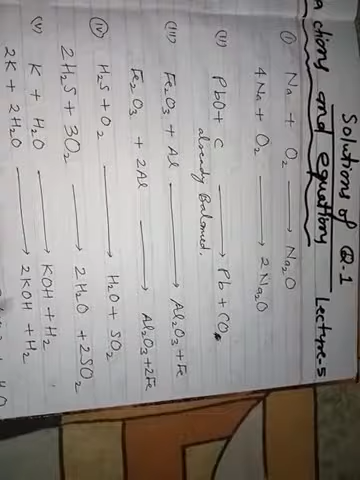 Solutions of Q.1
Lecture-5
actions and equations
(i) Na + O2 → Na2O
4Na + O2 → 2Na2O
(ii) PbO + C → Pb + CO
already Balanced.
(iii) Fe2O3 + Al → Al2O3 + Fe
Fe2O3 + 2Al → Al2O3 + 2Fe
(iv) H2S + O2 → H2O + SO2
2H2S + 3O2 → 2H2O + 2SO2
(v) K + H2O → KOH + H2
2K + 2H2O → 2KOH + H2